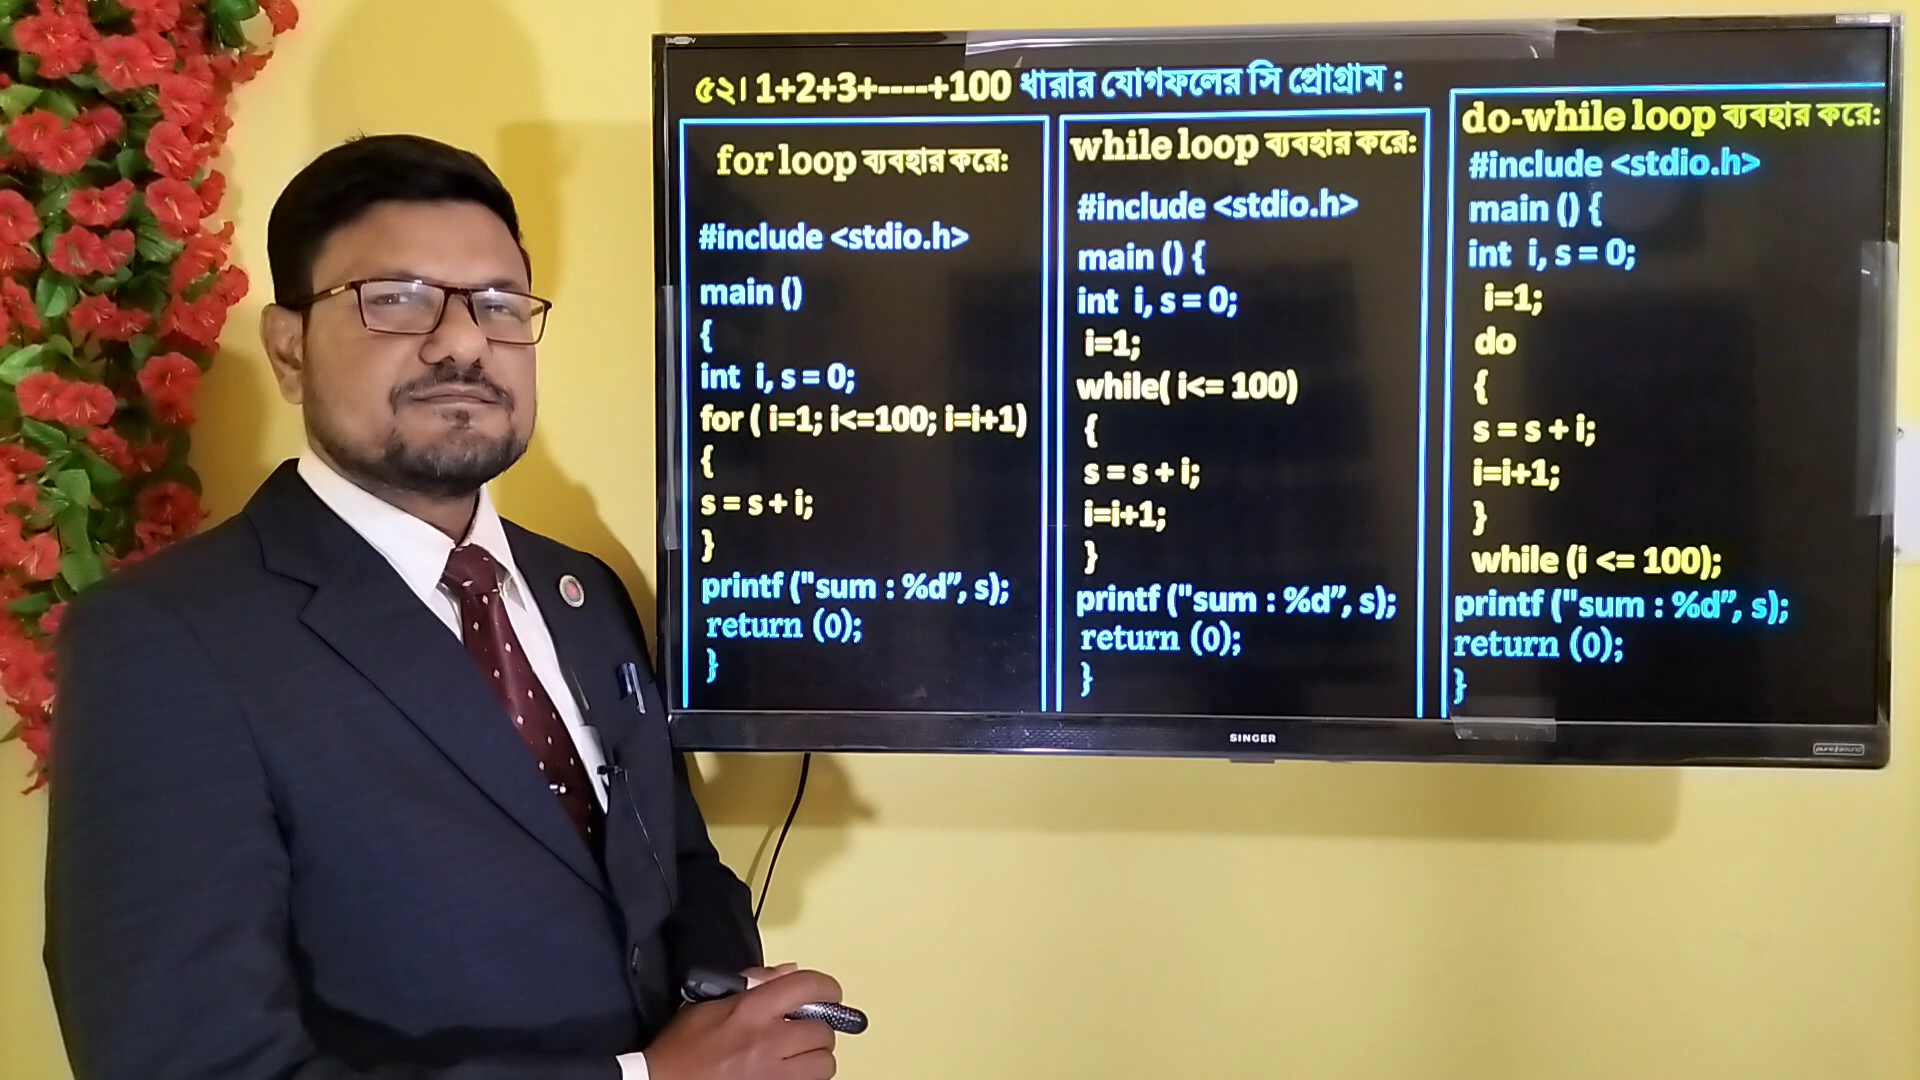 ৫২। 1+2+3+----+100 ধারার যোগফলের সি প্রোগ্রাম :
for loop ব্যবহার করে:
#include <stdio.h>
main ()
{
int i, s = 0;
for ( i=1; i<=100; i=i+1)
{
s = s + i;
}
printf ("sum : %d”, s);
return (0);
}
while loop ব্যবহার করে:
#include <stdio.h>
main () {
int i, s = 0;
i=1;
while( i<= 100)
{
s = s + i;
i=i+1;
}
printf ("sum : %d”, s);
return (0);
}
do-while loop ব্যবহার করে:
#include <stdio.h>
main () {
int i, s = 0;
i=1;
do
{
s = s + i;
i=i+1;
}
while (i <= 100);
printf ("sum : %d”, s);
return (0);
}
SINGER